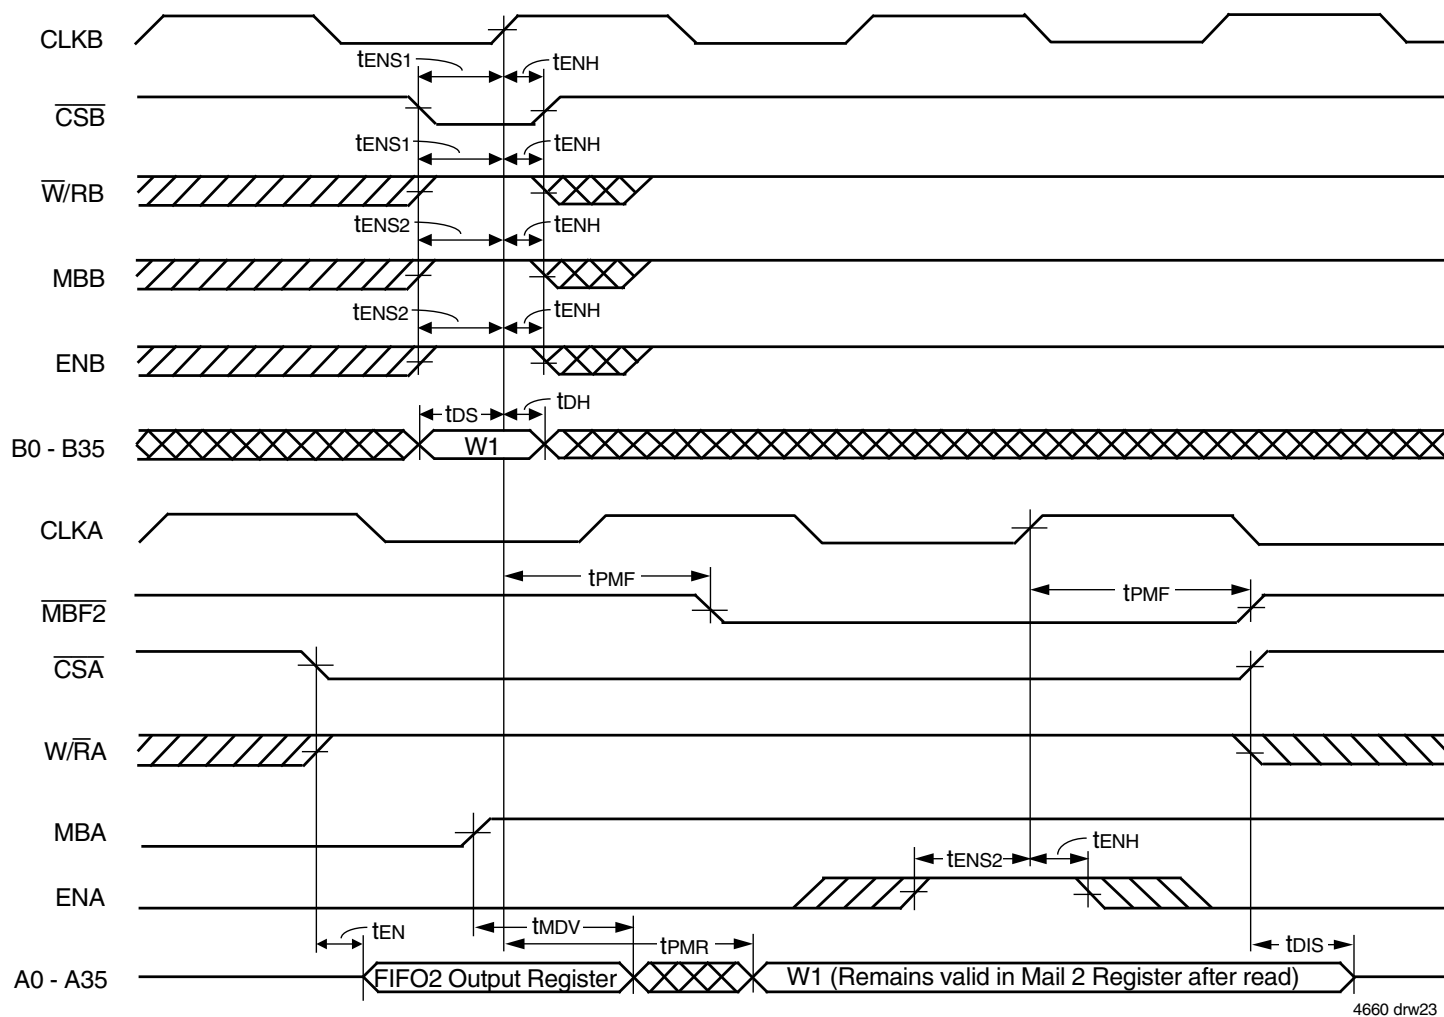 CLKB
tENS1
tENH
CSB
tENS1
tENH
W/RB
tENS2
tENH
MBB
tENS2
tENH
ENB
tDS
tDH
B0 - B35
W1
CLKA
tPMF
tPMF
MBF2
CSA
W/RA
MBA
tENS2
tENH
ENA
tEN
tMDV
tPMR
tDIS
A0 - A35
FIFO2 Output Register
W1 (Remains valid in Mail 2 Register after read)
4660 drw23